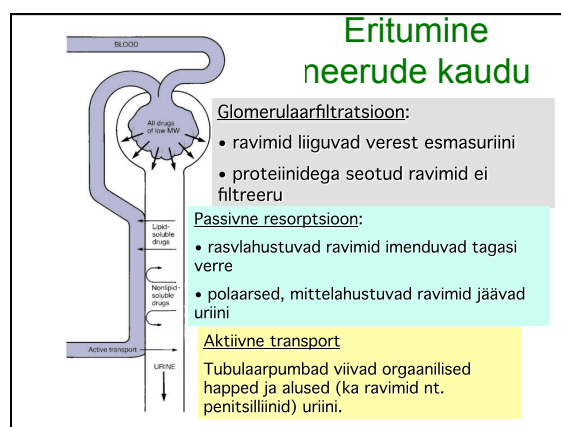 Eritumine
neerude kaudu
BLOOD
All drugs
of low MW
Glomerulaarfiltratsioon:
• ravimid liiguvad verest esmasuriini
• proteiinidega seotud ravimid ei
filtreeru
Lipid-
soluble
drugs
Passivne resorptsioon:
• rasvlahustuvad ravimid imenduvad tagasi
verre
• polaarsed, mittelahustuvad ravimid jäävad
uriini
Nonlipid-
soluble
drugs
Active transport
URINE
Aktiivne transport
Tubulaarpumbad viivad orgaanilised
happed ja alused (ka ravimid nt.
penitsilliinid) uriini.